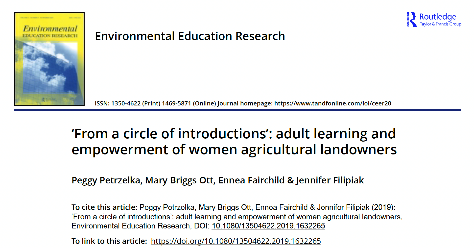 Environmental
EDUCATION RESEARCH
Routledge
Taylor & Francis Group
Environmental Education Research
ISSN: 1350-4622 (Print) 1469-5871 (Online) Journal homepage: https://www.tandfonline.com/loi/ceer20
‘From a circle of introductions’: adult learning and
empowerment of women agricultural landowners
Peggy Petrzelka, Mary Briggs Ott, Ennea Fairchild & Jennifer Filipiak
To cite this article: Peggy Petrzelka, Mary Briggs Ott, Ennea Fairchild & Jennifer Filipiak (2019):
‘From a circle of introductions’: adult learning and empowerment of women agricultural landowners,
Environmental Education Research, DOI: 10.1080/13504622.2019.1632265
To link to this article: https://doi.org/10.1080/13504622.2019.1632265